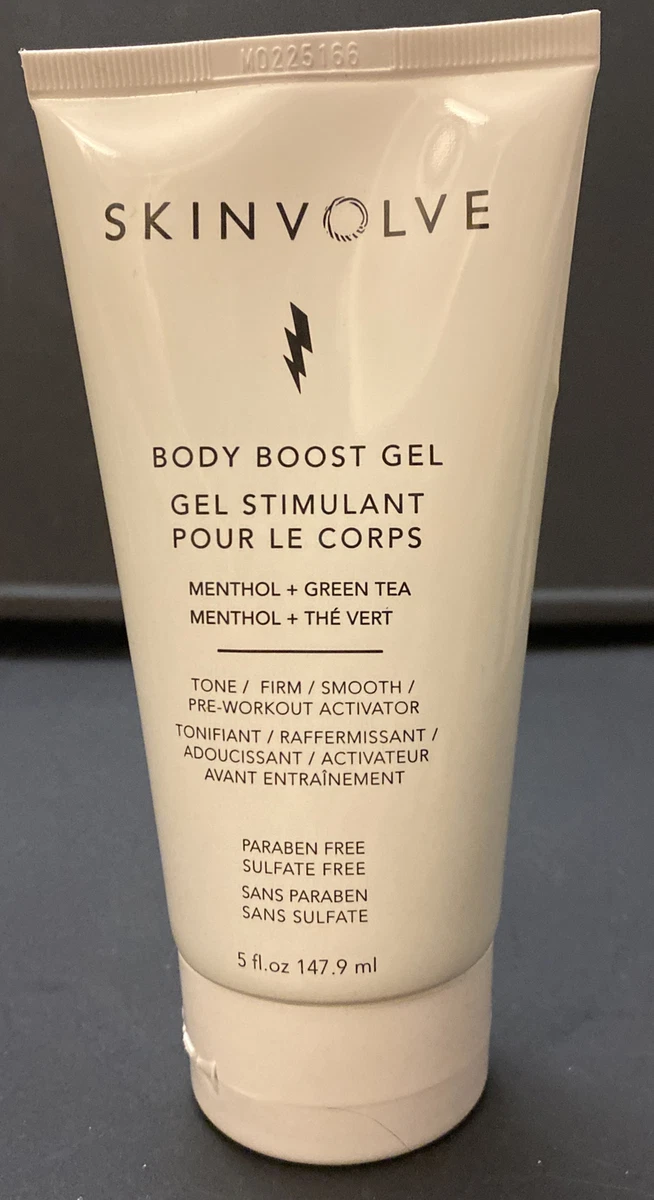 M0225166
SKINVOLVE
BODY BOOST GEL
GEL STIMULANT
POUR LE CORPS
MENTHOL + GREEN TEA
MENTHOL + THÉ VERT
TONE / FIRM / SMOOTH /
PRE-WORKOUT ACTIVATOR
TONIFIANT / RAFFERMISSANT /
ADOUCISSANT / ACTIVATEUR
AVANT ENTRAÎNEMENT
PARABEN FREE
SULFATE FREE
SANS PARABEN
SANS SULFATE
5 fl.oz 147.9 ml